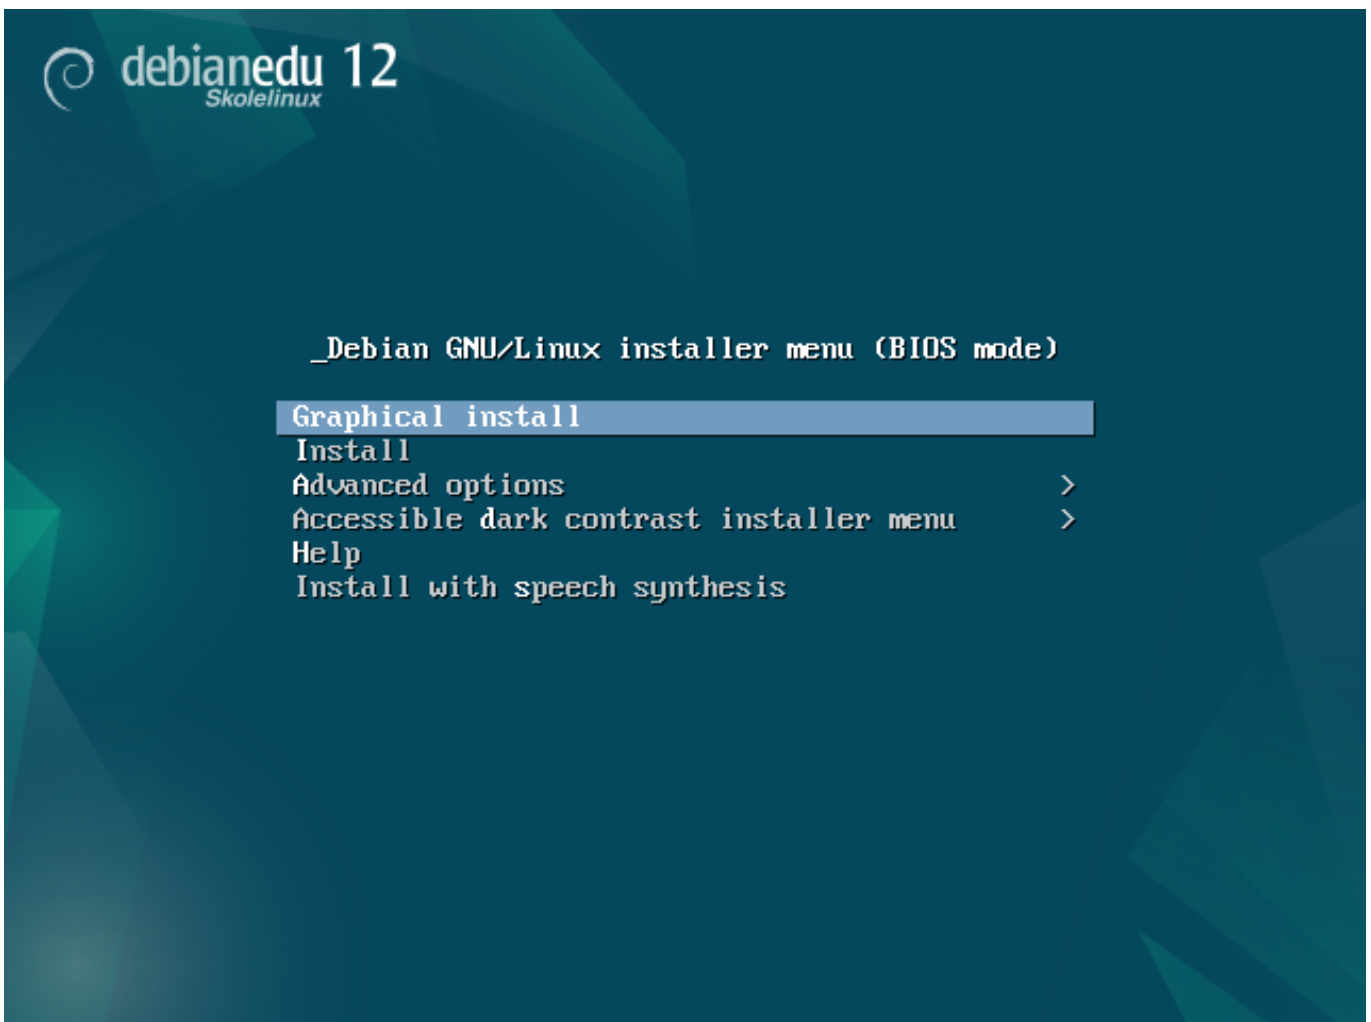 debianedu 12
Skolelinux
_Debian GNU/Linux installer menu (BIOS mode)
Graphical install
Install
Advanced options >
Accessible dark contrast installer menu >
Help
Install with speech synthesis